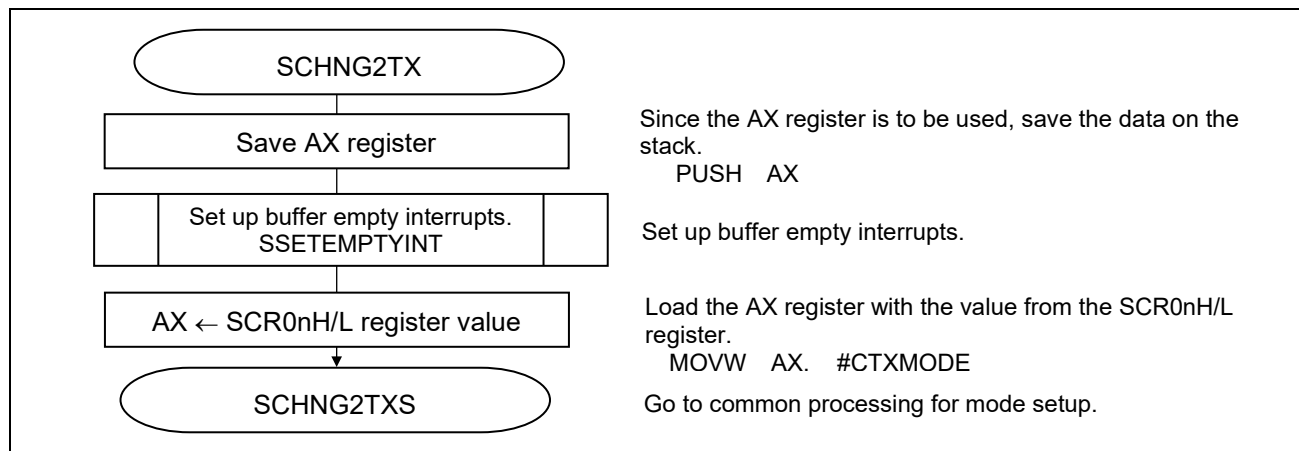 SCHNG2TX
Save AX register
Since the AX register is to be used, save the data on the
stack.
PUSH AX
Set up buffer empty interrupts.
SSETEMPTYINT
Set up buffer empty interrupts.
AX ← SCR0nH/L register value
Load the AX register with the value from the SCR0nH/L
register.
MOVW AX. #CTXMODE
SCHNG2TXS
Go to common processing for mode setup.